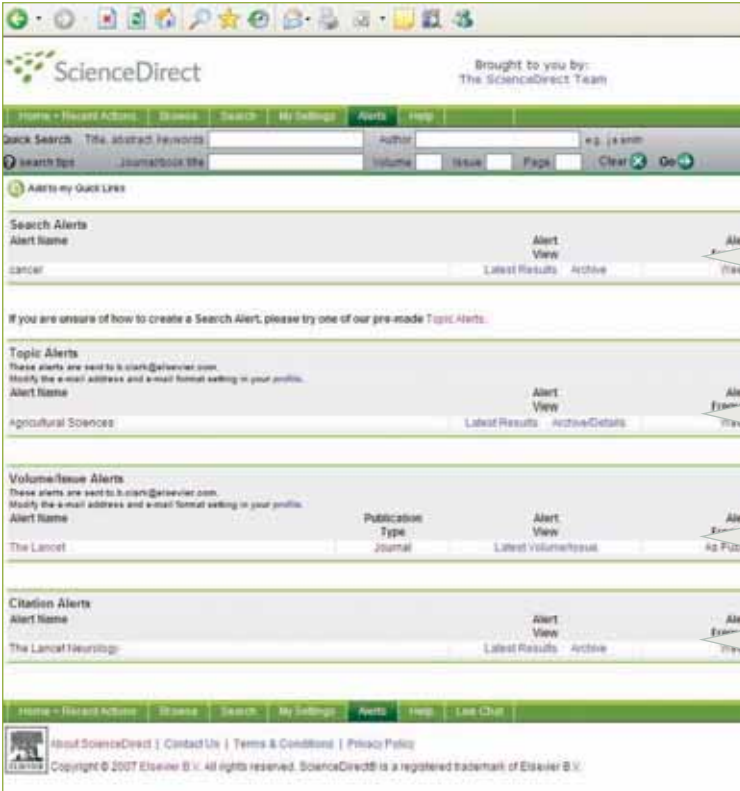 ScienceDirect
Brought to you by:
The ScienceDirect Team
Home + Recent Actions Browse Search My Settings Alerts Help
Quick Search Title, abstract, keywords Author e.g. j s smith
search tips Journal/book title Volume Issue Page Clear Go
Add to my Quick Links
Search Alerts
Alert Name Alert View
cancer Latest Results Archive
If you are unsure of how to create a Search Alert, please try one of our pre-made Topic Alerts.
Topic Alerts
These alerts are sent to b.clark@elsevier.com.
Modify the e-mail address and e-mail format setting in your profile.
Alert Name Alert View
Agricultural Sciences Latest Results Archive/Details
Volume/Issue Alerts
These alerts are sent to b.clark@elsevier.com.
Modify the e-mail address and e-mail format setting in your profile.
Alert Name Publication Type Alert View
The Lancet Journal Latest Volume/Issue As Pub
Citation Alerts
Alert Name Alert View
The Lancet Neurology Latest Results Archive
Home + Recent Actions Browse Search My Settings Alerts Help Live Chat
About ScienceDirect | Contact Us | Terms & Conditions | Privacy Policy
ELSEVIER Copyright © 2007 Elsevier B.V. All rights reserved. ScienceDirect® is a registered trademark of Elsevier B.V.